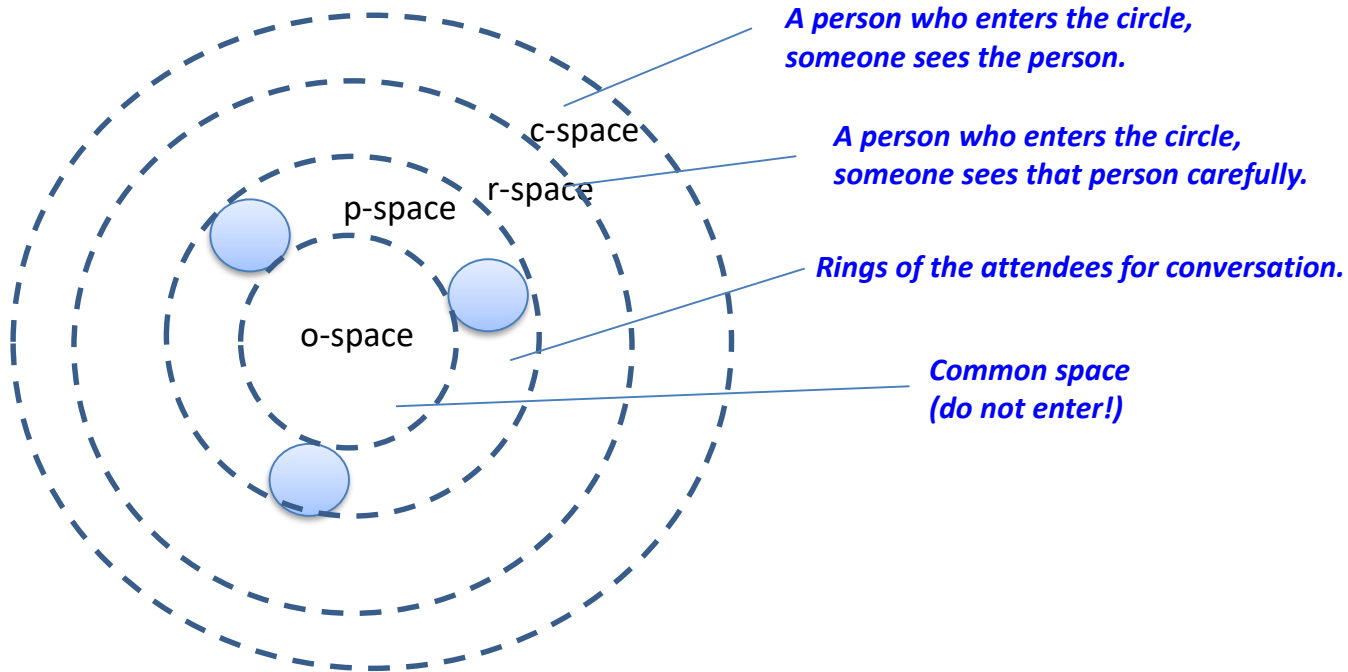 A person who enters the circle,
someone sees the person.
c-space
A person who enters the circle,
someone sees that person carefully.
r-space
p-space
Rings of the attendees for conversation.
o-space
Common space
(do not enter!)